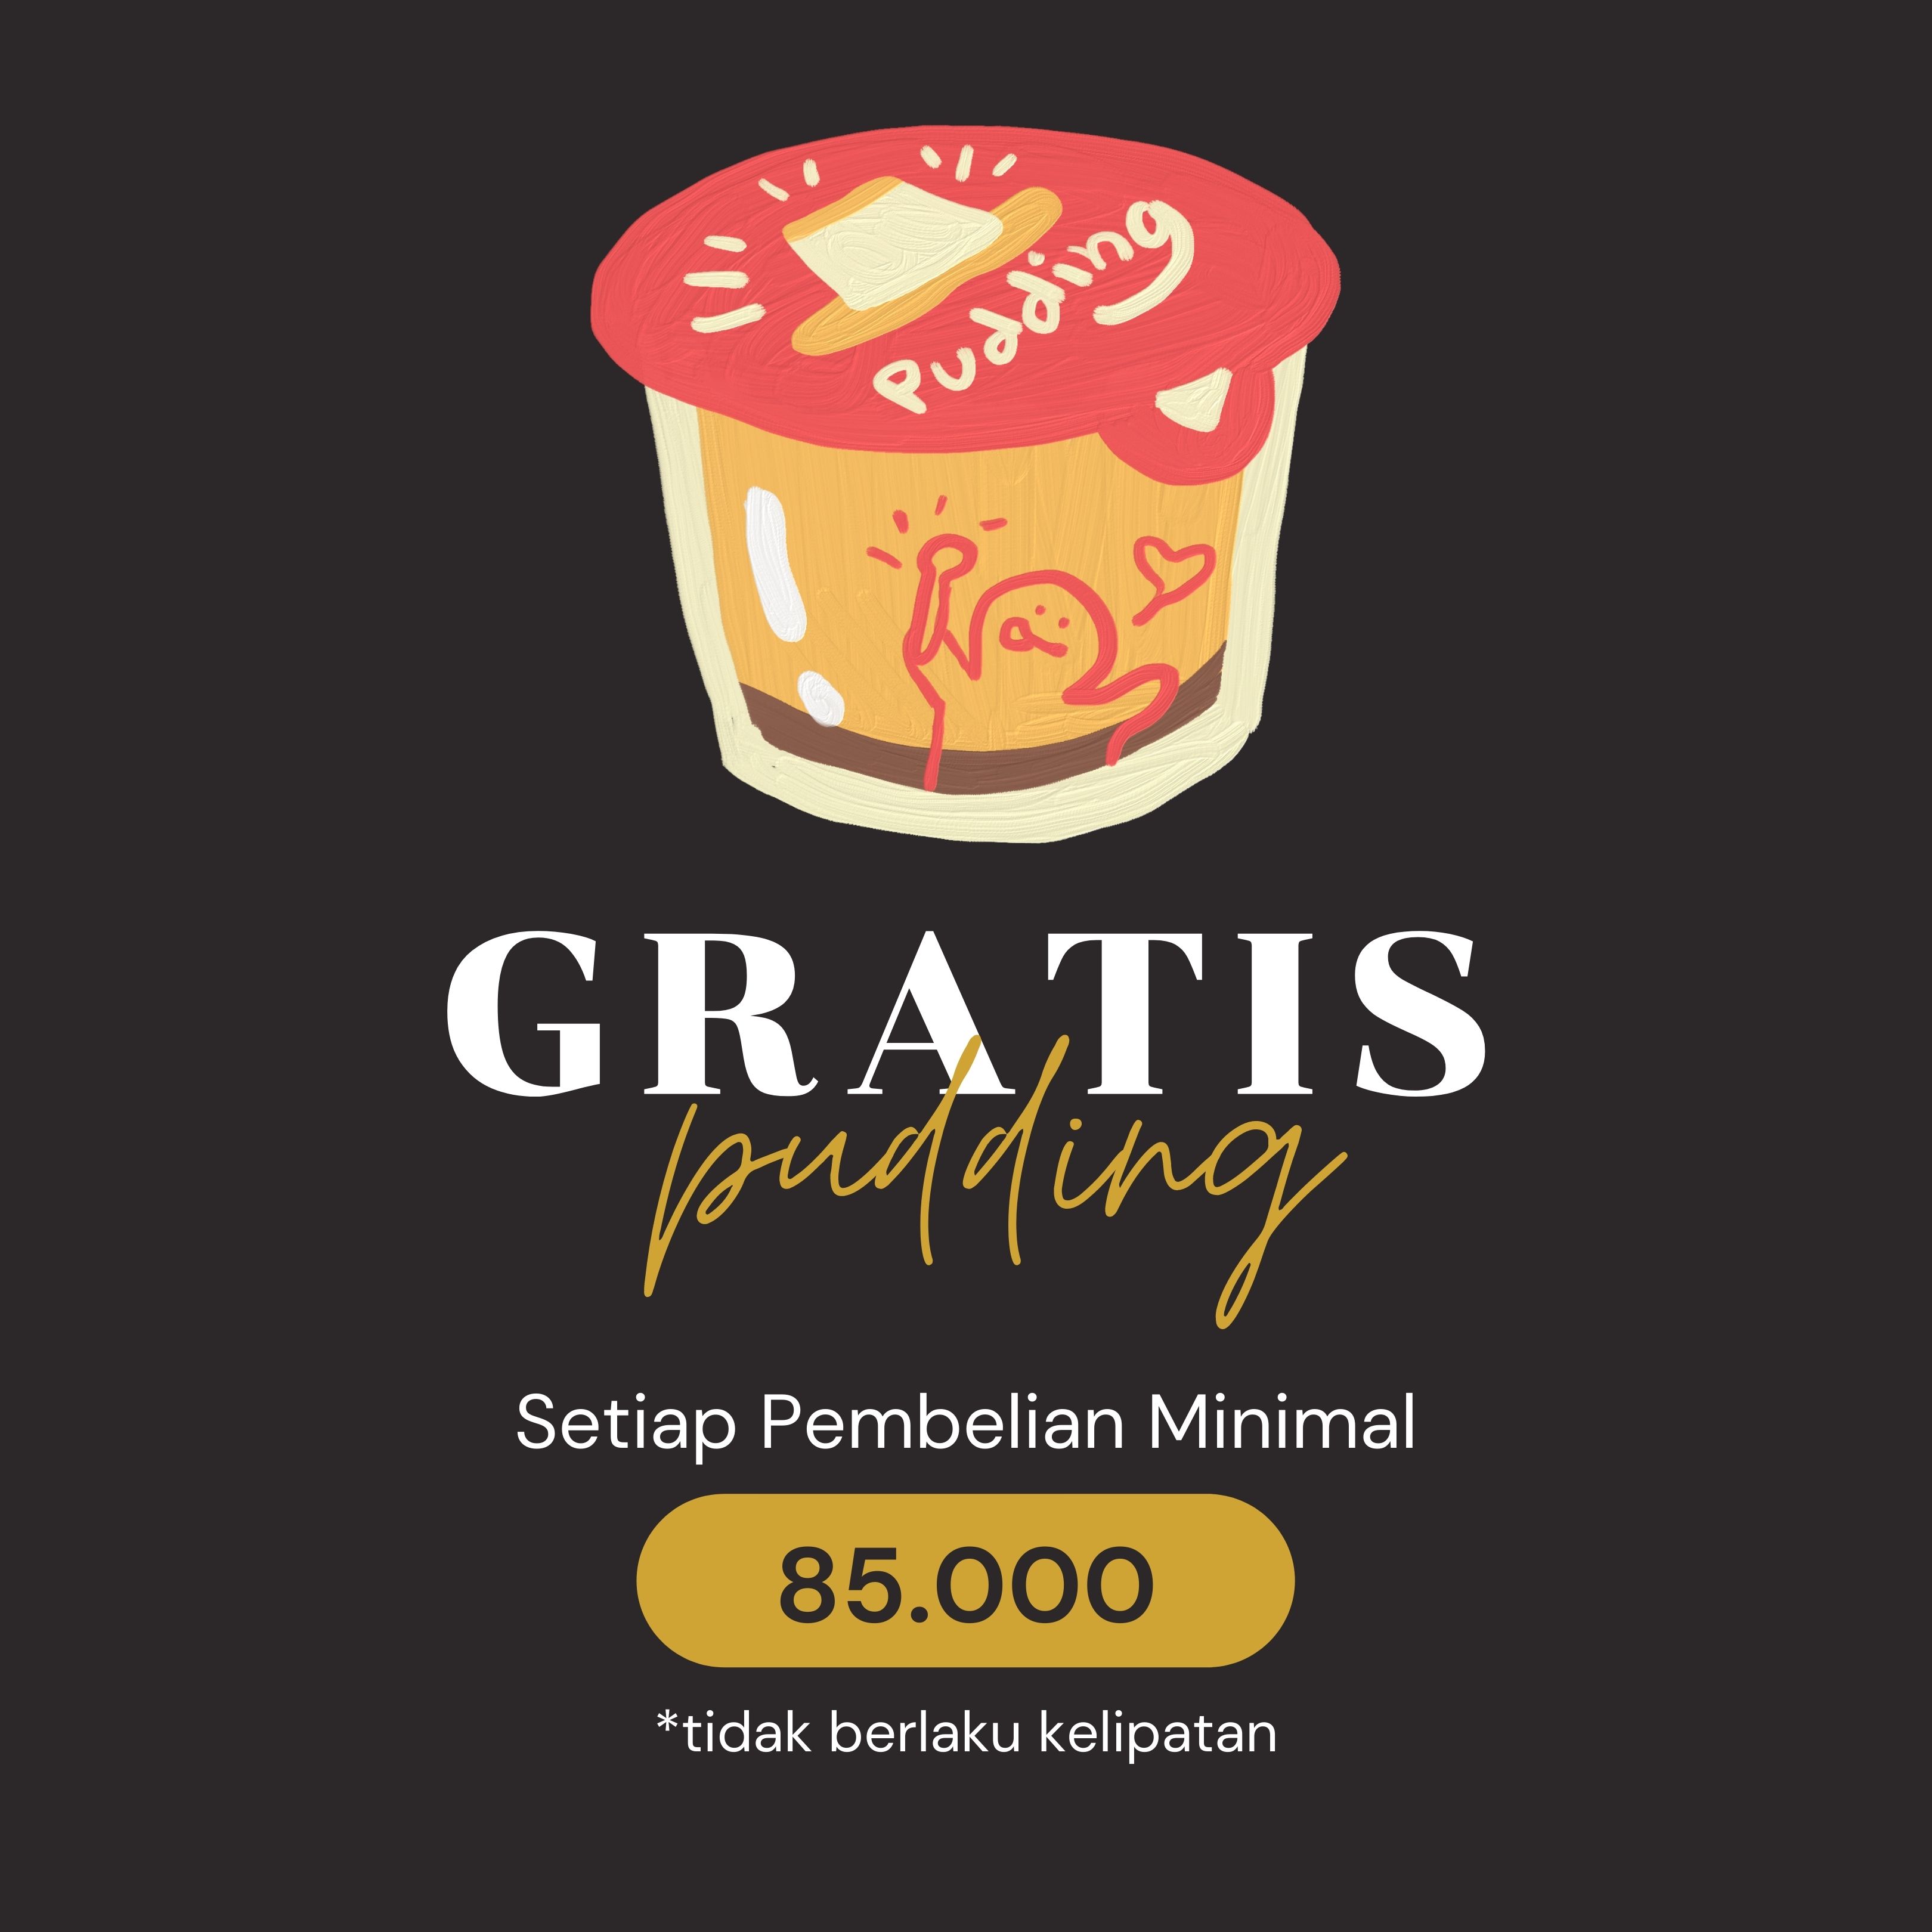 Pudding
GRATIS
pudding
Setiap Pembelian Minimal
85.000
*tidak berlaku kelipatan